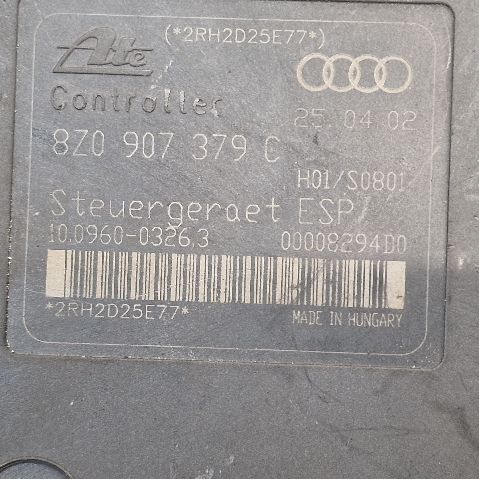 (*2RH2D25E77*)
Ate
Controller 25.04.02
8Z0 907 379 C
H01/S0801
Steuergeraet ESP
10.0960-0326.3 00008294D0
*2RH2D25E77*
MADE IN HUNGARY